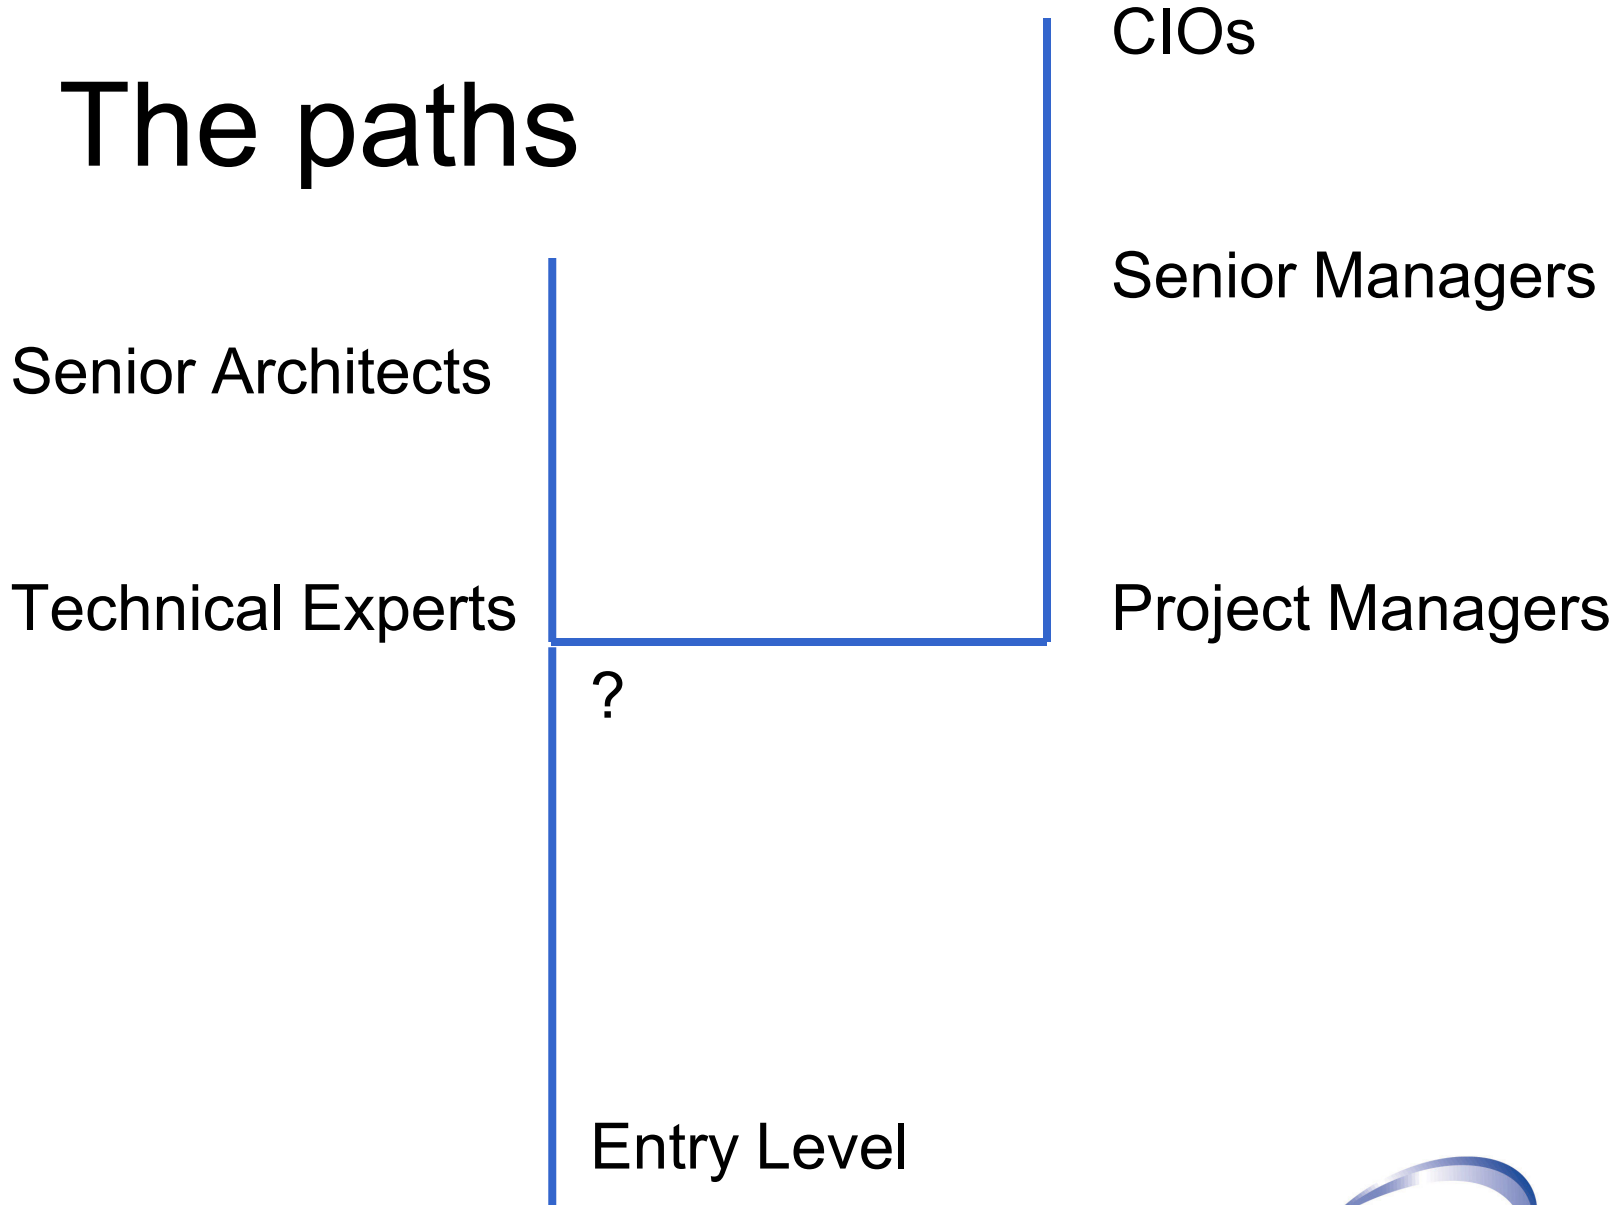 CIOs
The paths
Senior Managers
Senior Architects
Technical Experts
Project Managers
?
Entry Level